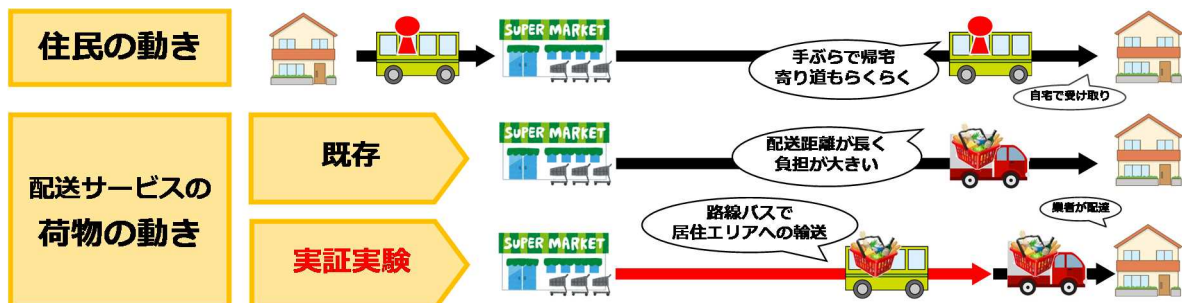 住民の動き
SUPER MARKET
手ぶらで帰宅
寄り道もらくらく
自宅で受け取り
配送サービスの
荷物の動き
既存
SUPER MARKET
配送距離が長く
負担が大きい
実証実験
SUPER MARKET
路線バスで
居住エリアへの輸送
業者が配達